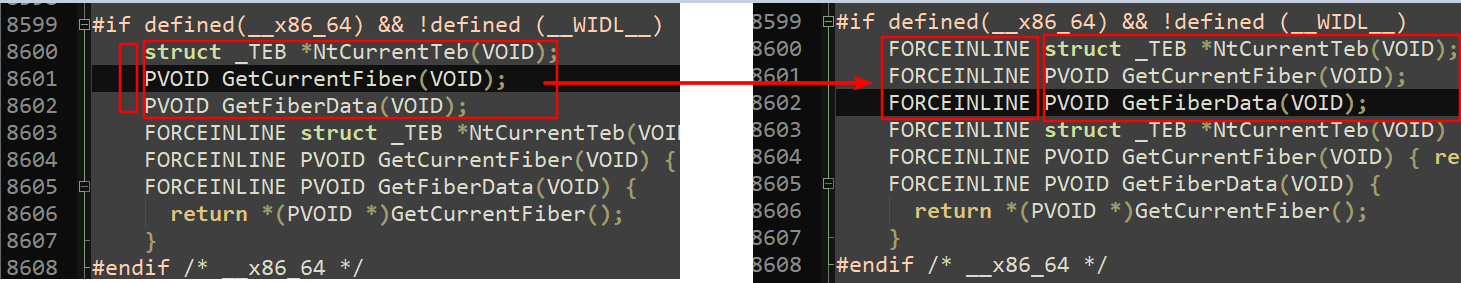 8599 #if defined(__x86_64) && !defined (__WIDL__)
8600 struct _TEB *NtCurrentTeb(VOID);
8601 PVOID GetCurrentFiber(VOID);
8602 PVOID GetFiberData(VOID);
8603 FORCEINLINE struct _TEB *NtCurrentTeb(VOI
8604 FORCEINLINE PVOID GetCurrentFiber(VOID) {
8605 FORCEINLINE PVOID GetFiberData(VOID) {
8606 return *(PVOID *)GetCurrentFiber();
8607 }
8608 #endif /* __x86_64 */
8599 #if defined(__x86_64) && !defined (__WIDL__)
8600 FORCEINLINE struct _TEB *NtCurrentTeb(VOID);
8601 FORCEINLINE PVOID GetCurrentFiber(VOID);
8602 FORCEINLINE PVOID GetFiberData(VOID);
8603 FORCEINLINE struct _TEB *NtCurrentTeb(VOID)
8604 FORCEINLINE PVOID GetCurrentFiber(VOID) { re
8605 FORCEINLINE PVOID GetFiberData(VOID) {
8606 return *(PVOID *)GetCurrentFiber();
8607 }
8608 #endif /* __x86_64 */